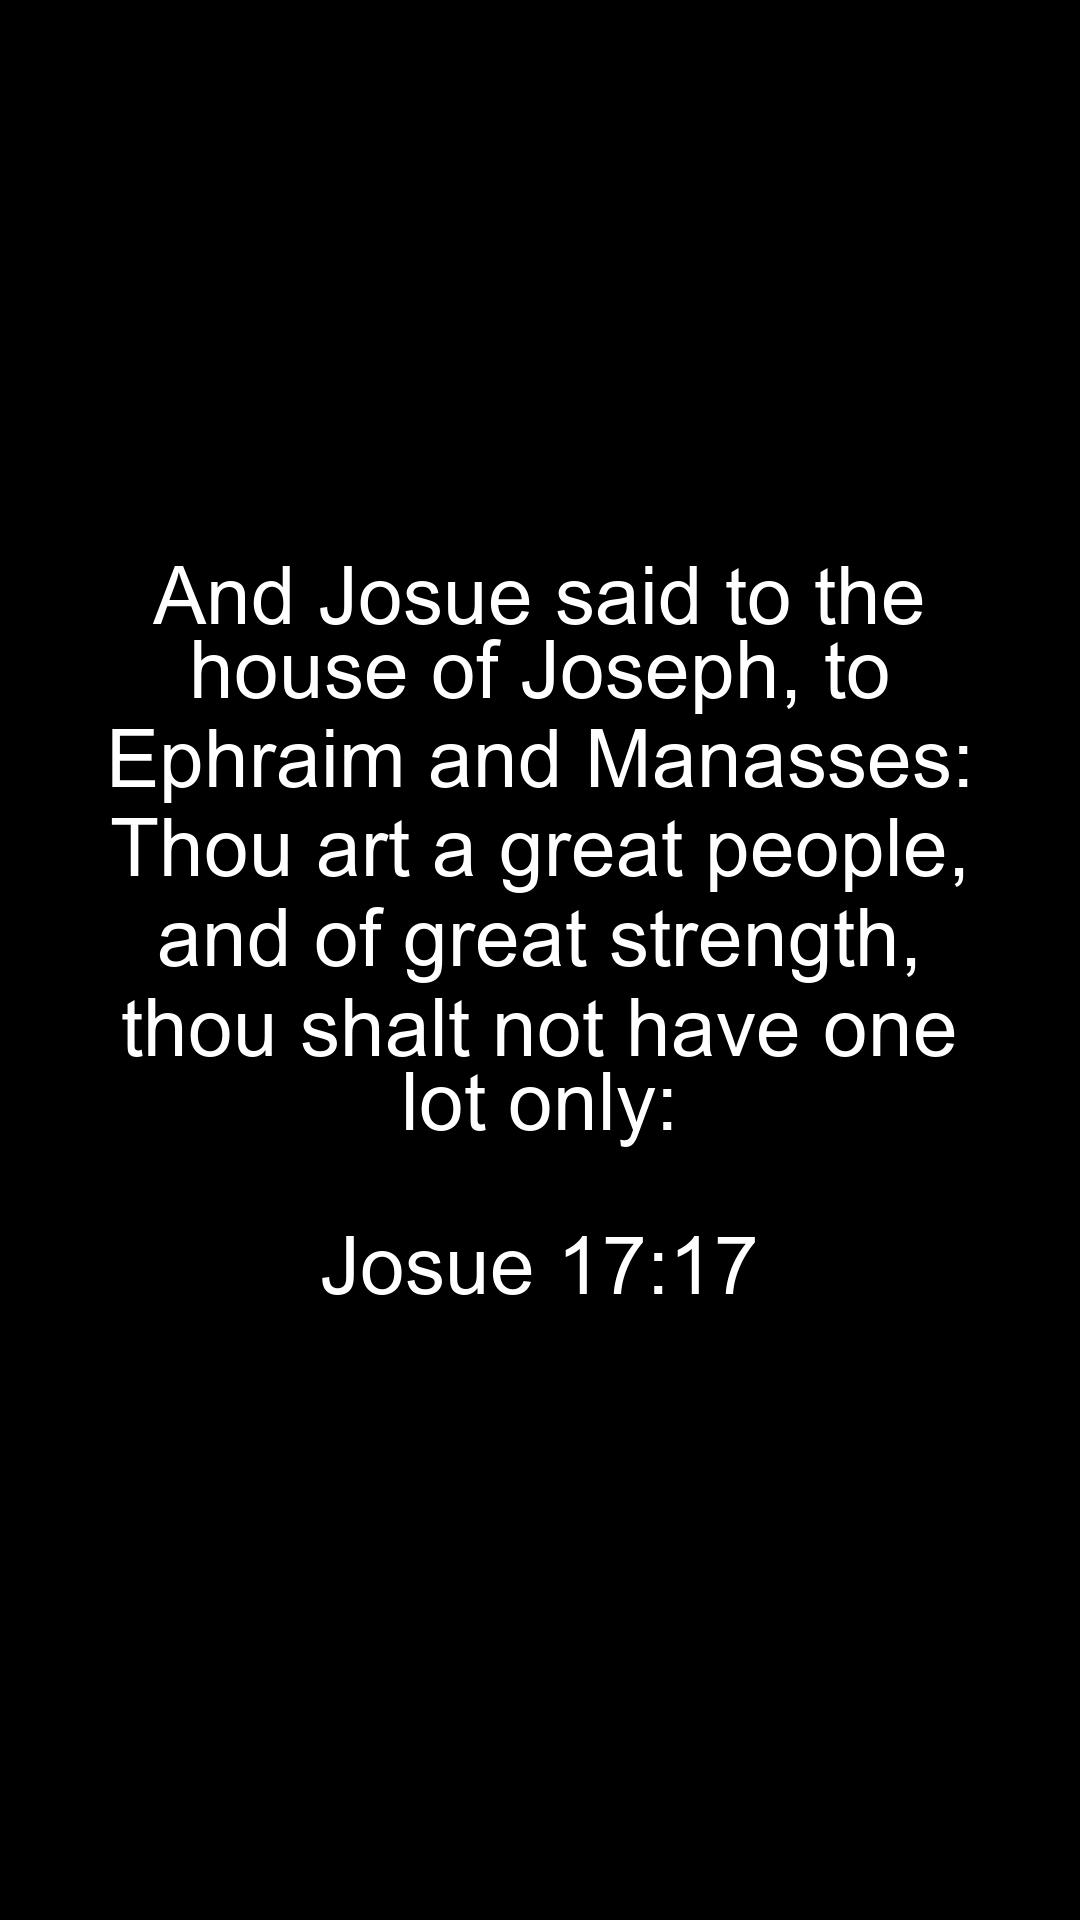 And Josue said to the
house of Joseph, to
Ephraim and Manasses:
Thou art a great people,
and of great strength,
thou shalt not have one
lot only:
Josue 17:17